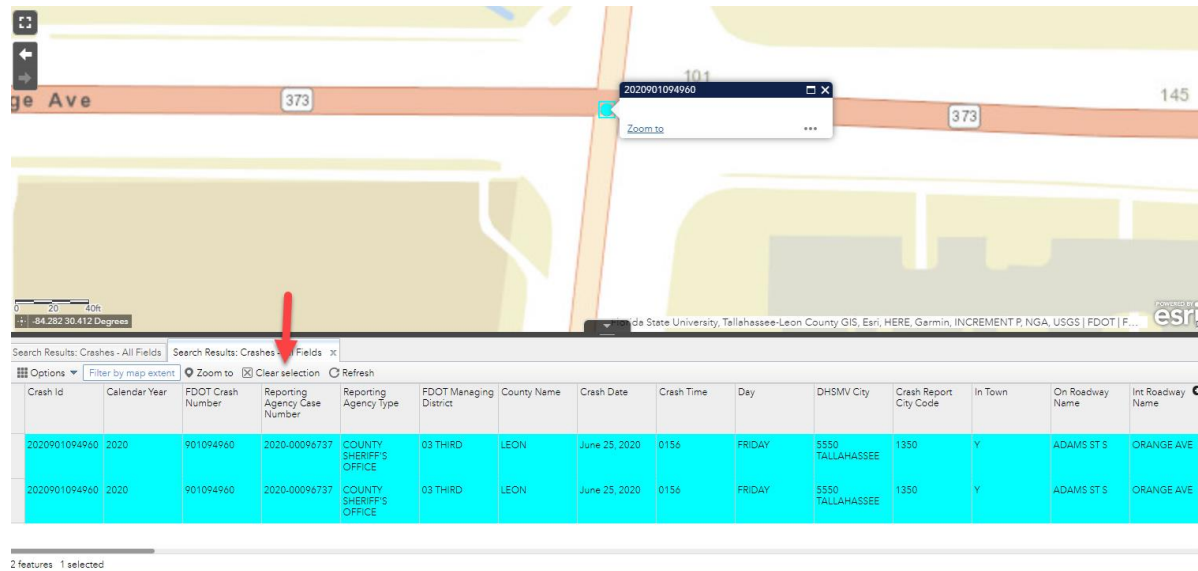 101
2020901094960
Zoom to
ge Ave
373
373
145
0 20 40ft
-84.282 30.412 Degrees
POWERED BY
esri
rida State University, Tallahassee-Leon County GIS, Esri, HERE, Garmin, INCREMENT P, NGA, USGS | FDOT | F...
Search Results: Crashes - All Fields Search Results: Crashes - All Fields x
Options Filter by map extent Zoom to Clear selection Refresh
Crash Id Calendar Year FDOT Crash Number Reporting Agency Case Number Reporting Agency Type FDOT Managing District County Name Crash Date Crash Time Day DHSMV City Crash Report City Code In Town On Roadway Name Int Roadway Name
2020901094960 2020 901094960 2020-00096737 COUNTY SHERIFF'S OFFICE 03 THIRD LEON June 25, 2020 0156 FRIDAY 5550 TALLAHASSEE 1350 Y ADAMS ST S ORANGE AVE
2020901094960 2020 901094960 2020-00096737 COUNTY SHERIFF'S OFFICE 03 THIRD LEON June 25, 2020 0156 FRIDAY 5550 TALLAHASSEE 1350 Y ADAMS ST S ORANGE AVE
2 features 1 selected